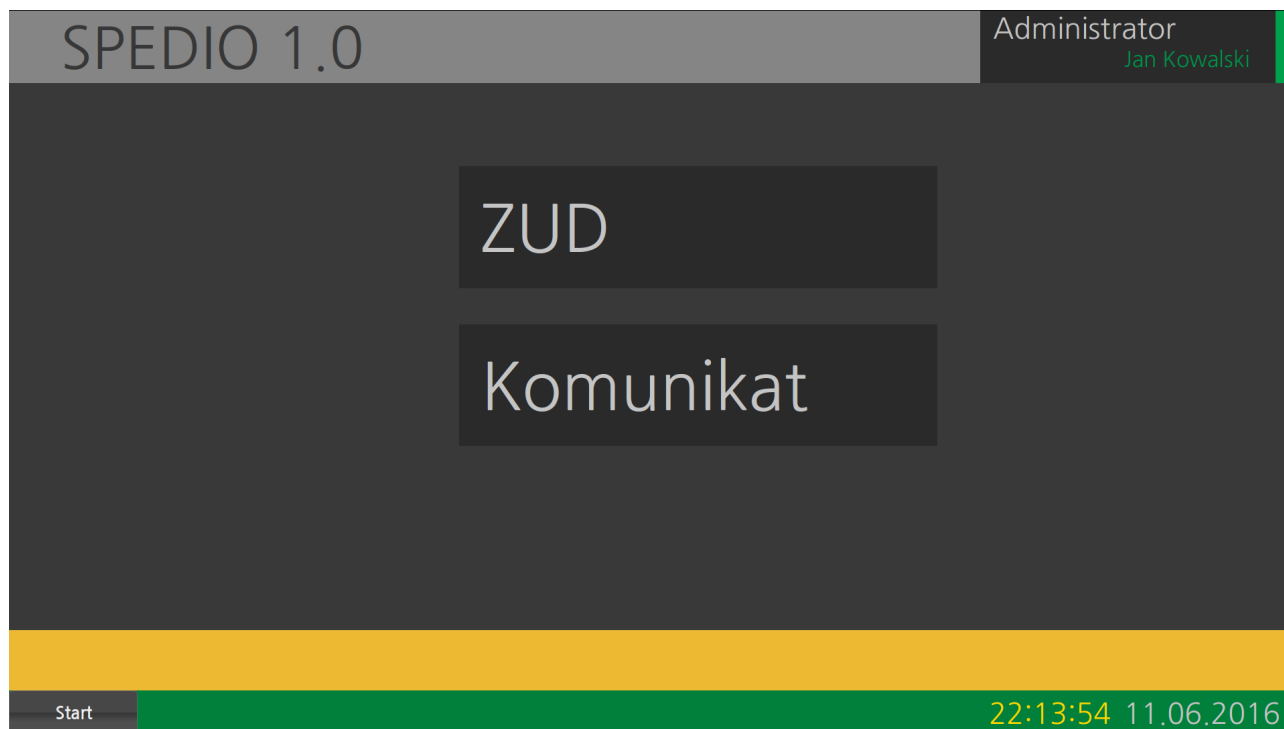 SPEDIO 1.0
Administrator
Jan Kowalski
ZUD
Komunikat
Start
22:13:54 11.06.2016